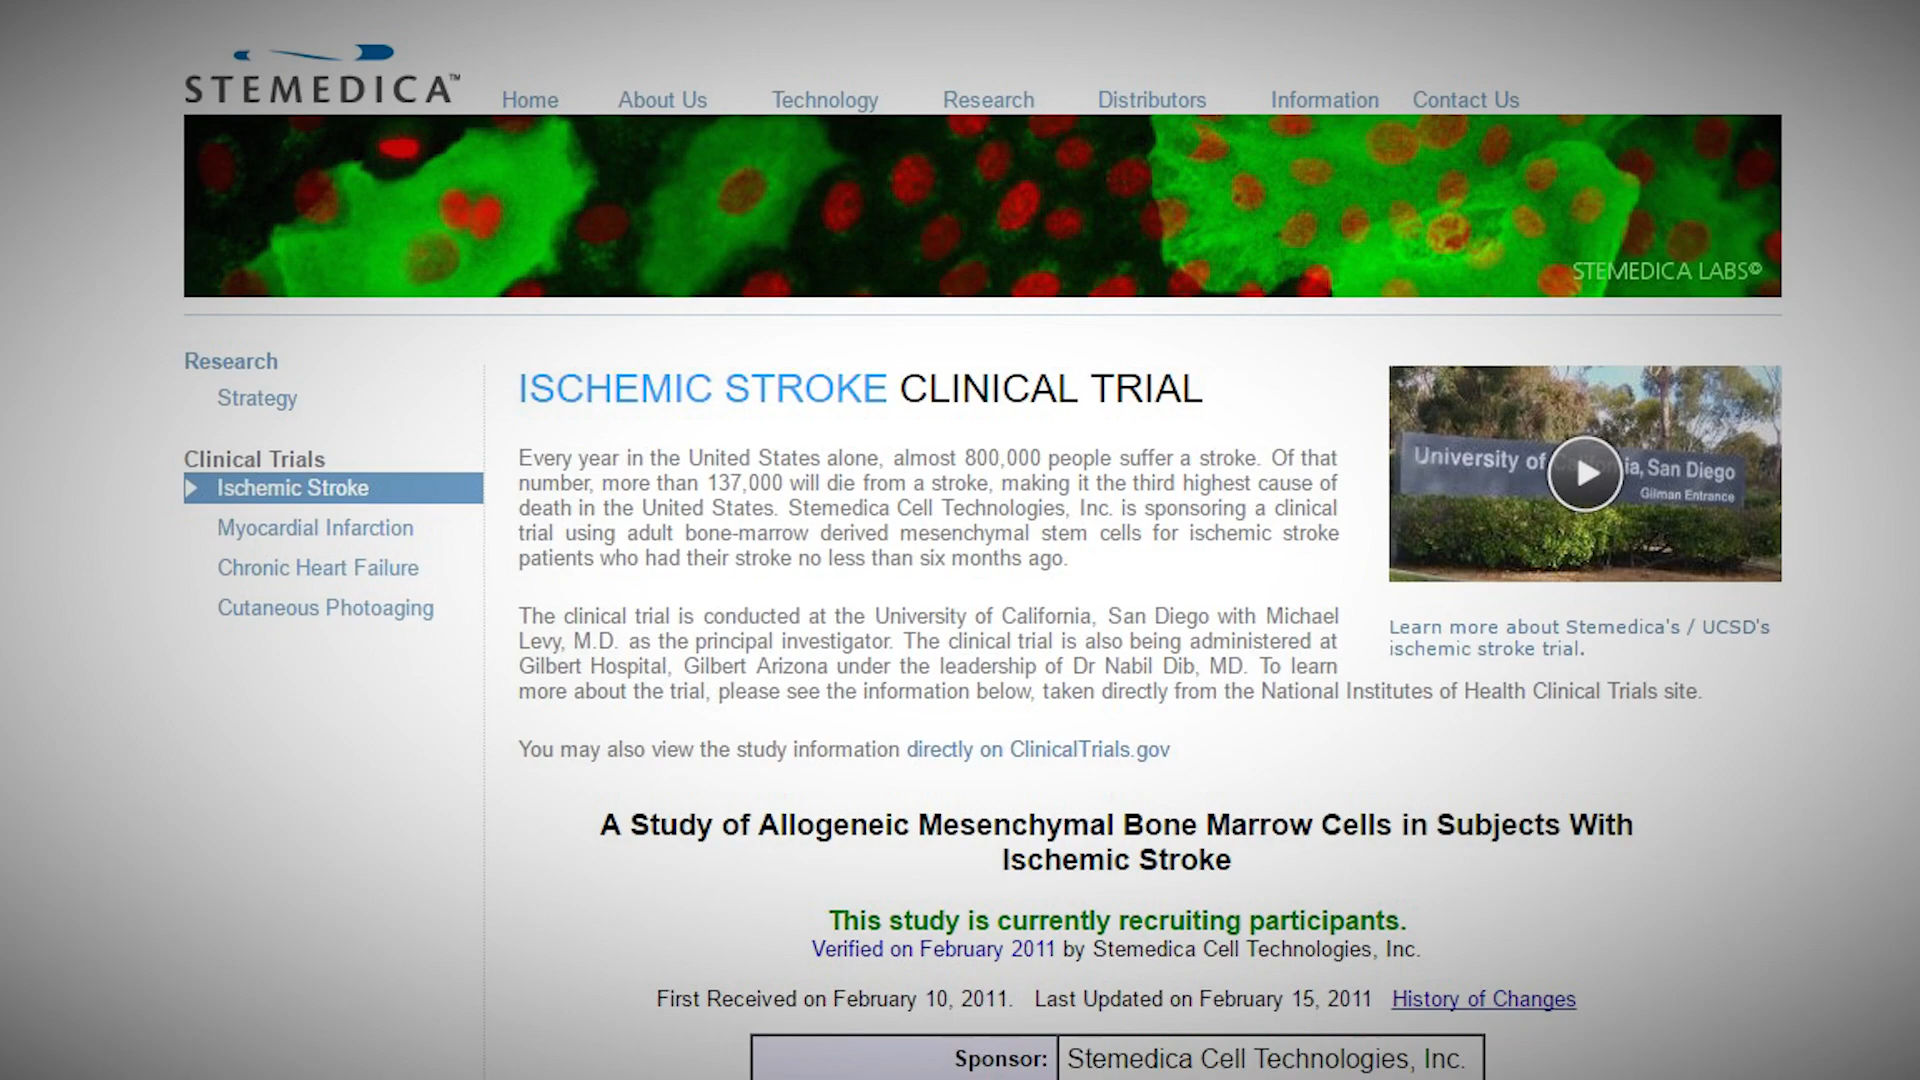 STEMEDICA™
Home About Us Technology Research Distributors Information Contact Us
STEMEDICA LABS©
Research
Strategy
Clinical Trials
Ischemic Stroke
Myocardial Infarction
Chronic Heart Failure
Cutaneous Photoaging
ISCHEMIC STROKE CLINICAL TRIAL
Every year in the United States alone, almost 800,000 people suffer a stroke. Of that
number, more than 137,000 will die from a stroke, making it the third highest cause of
death in the United States. Stemedica Cell Technologies, Inc. is sponsoring a clinical
trial using adult bone-marrow derived mesenchymal stem cells for ischemic stroke
patients who had their stroke no less than six months ago.
The clinical trial is conducted at the University of California, San Diego with Michael
Levy, M.D. as the principal investigator. The clinical trial is also being administered at
Gilbert Hospital, Gilbert Arizona under the leadership of Dr Nabil Dib, MD. To learn
more about the trial, please see the information below, taken directly from the National Institutes of Health Clinical Trials site.
You may also view the study information directly on ClinicalTrials.gov
University of ia, San Diego
Gilman Entrance
Learn more about Stemedica's / UCSD's
ischemic stroke trial.
A Study of Allogeneic Mesenchymal Bone Marrow Cells in Subjects With
Ischemic Stroke
This study is currently recruiting participants.
Verified on February 2011 by Stemedica Cell Technologies, Inc.
First Received on February 10, 2011. Last Updated on February 15, 2011 History of Changes
Sponsor: Stemedica Cell Technologies, Inc.